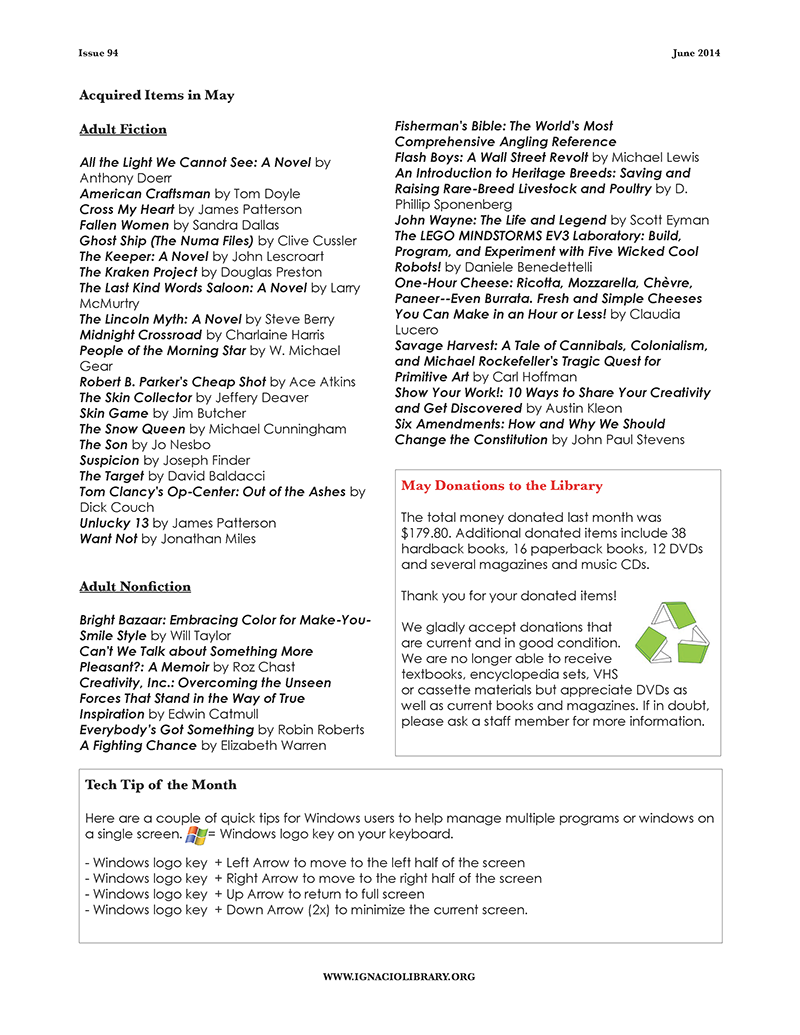 Issue 94
June 2014
Acquired Items in May
Adult Fiction
All the Light We Cannot See: A Novel by
Anthony Doerr
American Craftsman by Tom Doyle
Cross My Heart by James Patterson
Fallen Women by Sandra Dallas
Ghost Ship (The Numa Files) by Clive Cussler
The Keeper: A Novel by John Lescroart
The Kraken Project by Douglas Preston
The Last Kind Words Saloon: A Novel by Larry
McMurtry
The Lincoln Myth: A Novel by Steve Berry
Midnight Crossroad by Charlaine Harris
People of the Morning Star by W. Michael
Gear
Robert B. Parker's Cheap Shot by Ace Atkins
The Skin Collector by Jeffery Deaver
Skin Game by Jim Butcher
The Snow Queen by Michael Cunningham
The Son by Jo Nesbo
Suspicion by Joseph Finder
The Target by David Baldacci
Tom Clancy's Op-Center: Out of the Ashes by
Dick Couch
Unlucky 13 by James Patterson
Want Not by Jonathan Miles
Adult Nonfiction
Bright Bazaar: Embracing Color for Make-You-
Smile Style by Will Taylor
Can't We Talk about Something More
Pleasant?: A Memoir by Roz Chast
Creativity, Inc.: Overcoming the Unseen
Forces That Stand in the Way of True
Inspiration by Edwin Catmull
Everybody's Got Something by Robin Roberts
A Fighting Chance by Elizabeth Warren
Fisherman's Bible: The World's Most
Comprehensive Angling Reference
Flash Boys: A Wall Street Revolt by Michael Lewis
An Introduction to Heritage Breeds: Saving and
Raising Rare-Breed Livestock and Poultry by D.
Phillip Sponenberg
John Wayne: The Life and Legend by Scott Eyman
The LEGO MINDSTORMS EV3 Laboratory: Build,
Program, and Experiment with Five Wicked Cool
Robots! by Daniele Benedettelli
One-Hour Cheese: Ricotta, Mozzarella, Chèvre,
Paneer--Even Burrata. Fresh and Simple Cheeses
You Can Make in an Hour or Less! by Claudia
Lucero
Savage Harvest: A Tale of Cannibals, Colonialism,
and Michael Rockefeller's Tragic Quest for
Primitive Art by Carl Hoffman
Show Your Work!: 10 Ways to Share Your Creativity
and Get Discovered by Austin Kleon
Six Amendments: How and Why We Should
Change the Constitution by John Paul Stevens
May Donations to the Library
The total money donated last month was
$179.80. Additional donated items include 38
hardback books, 16 paperback books, 12 DVDs
and several magazines and music CDs.
Thank you for your donated items!
We gladly accept donations that
are current and in good condition.
We are no longer able to receive
textbooks, encyclopedia sets, VHS
or cassette materials but appreciate DVDs as
well as current books and magazines. If in doubt,
please ask a staff member for more information.
Tech Tip of the Month
Here are a couple of quick tips for Windows users to help manage multiple programs or windows on
a single screen. = Windows logo key on your keyboard.
- Windows logo key + Left Arrow to move to the left half of the screen
- Windows logo key + Right Arrow to move to the right half of the screen
- Windows logo key + Up Arrow to return to full screen
- Windows logo key + Down Arrow (2x) to minimize the current screen.
WWW.IGNACIOLIBRARY.ORG